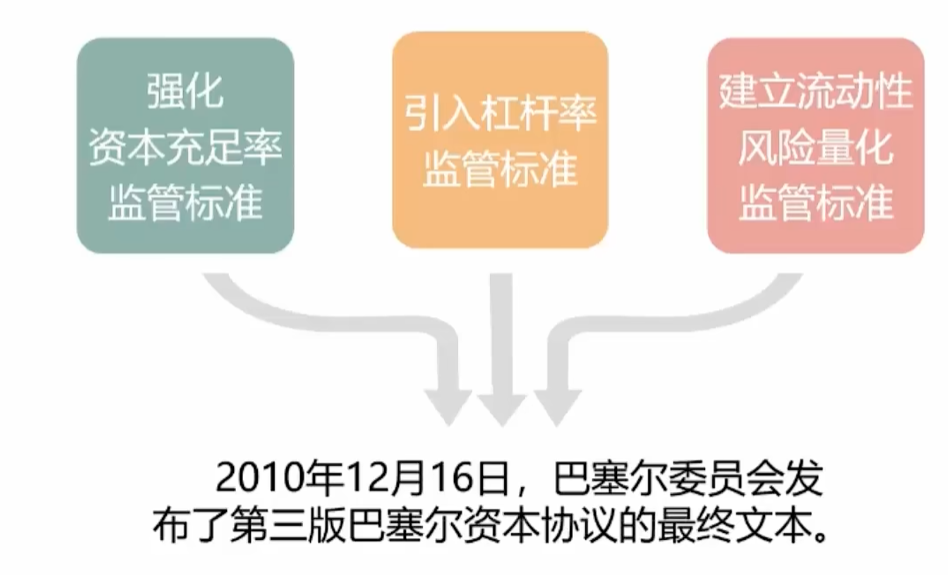 强化
资本充足率
监管标准
引入杠杆率
监管标准
建立流动性
风险量化
监管标准
2010年12月16日，巴塞尔委员会发
布了第三版巴塞尔资本协议的最终文本。